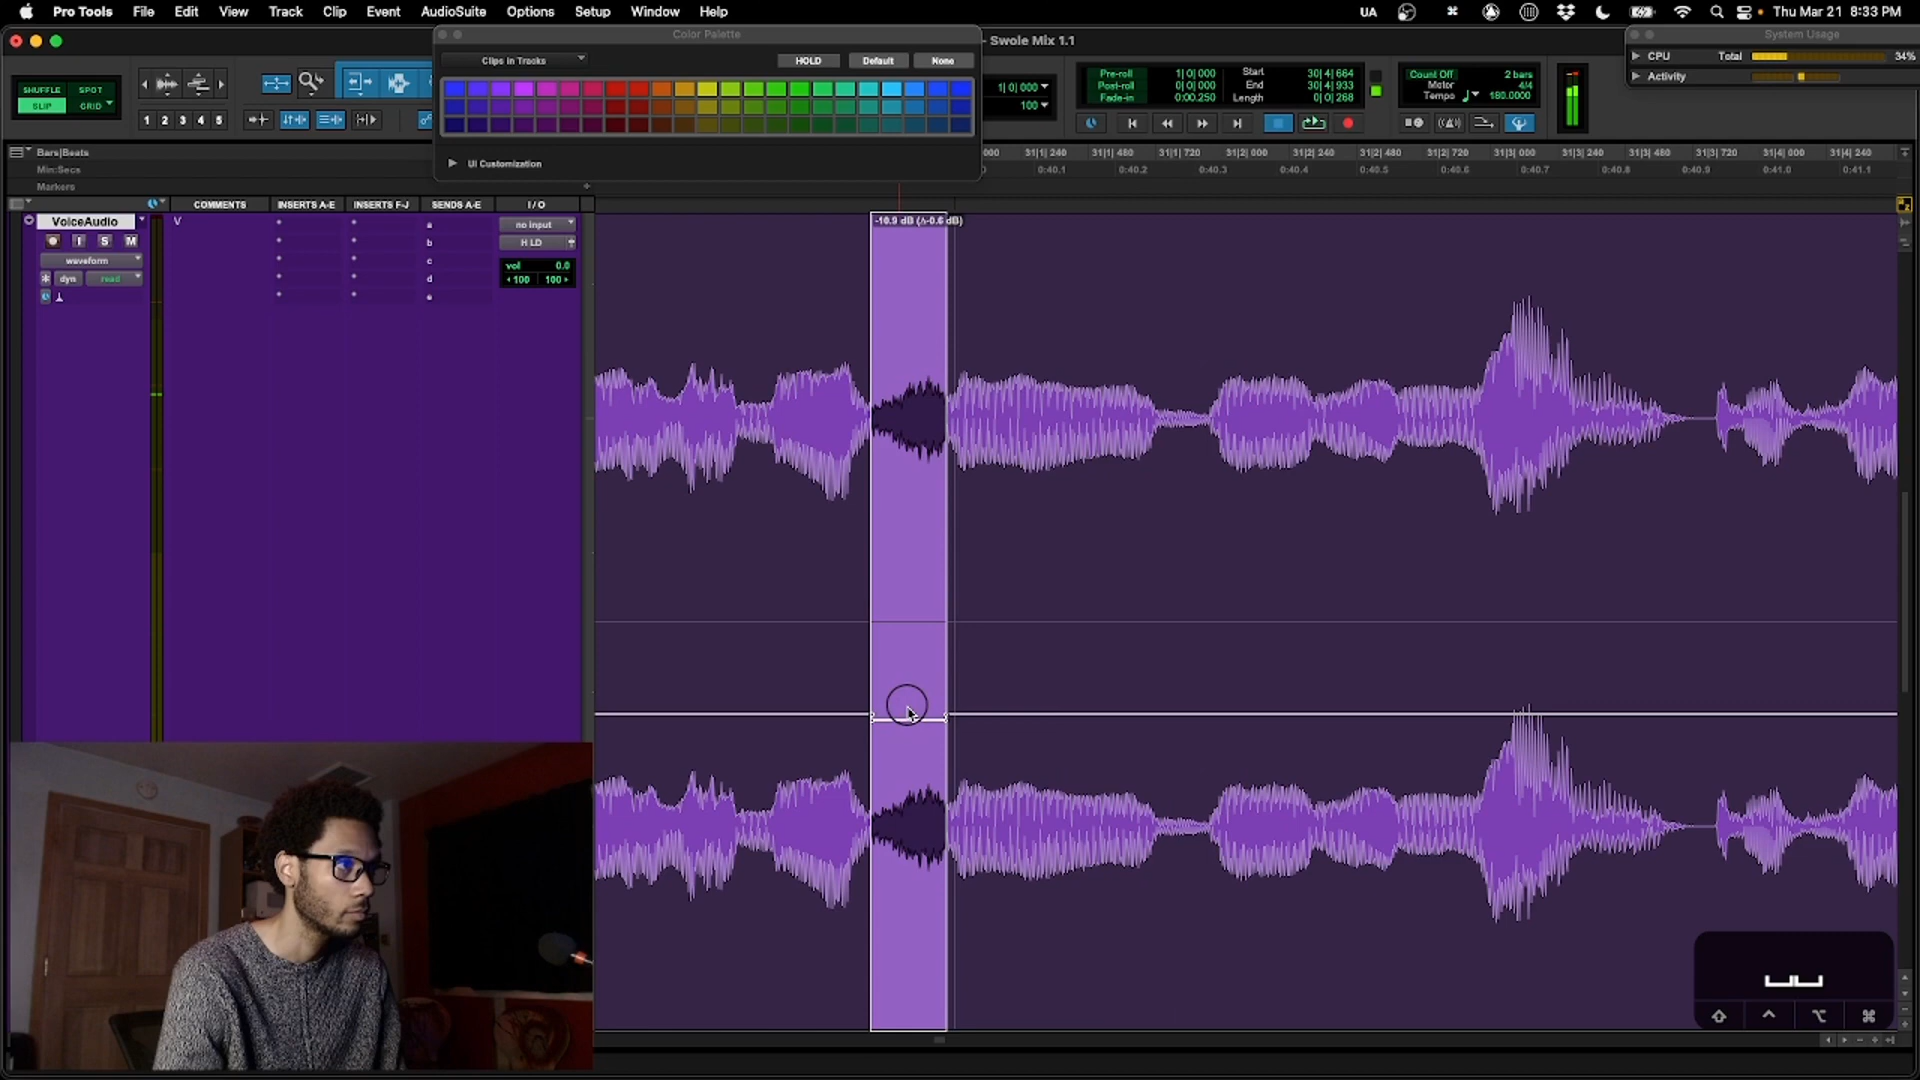 Pro Tools File Edit View Track Clip Event AudioSuite Options Setup Window Help UA Thu Mar 21 8:33 PM
Color Palette
- Swole Mix 1.1
System Usage
Clips in Tracks HOLD Default None
CPU Total 34%
Activity
SHUFFLE SPOT
SLIP GRID
1 2 3 4 5
1| 0| 000
100
Pre-roll 1| 0| 000 Start 30| 4| 664
Post-roll 0| 0| 000 End 30| 4| 933
Fade-in 0:00.250 Length 0| 0| 268
Count Off 2 bars
Meter 4/4
Tempo 180.0000
UI Customization
Bars|Beats
000 31|1| 240 31|1| 480 31|1| 720 31|2| 000 31|2| 240 31|2| 480 31|2| 720 31|3| 000 31|3| 240 31|3| 480 31|3| 720 31|4| 000 31|4| 240
Min:Secs
0:40.1 0:40.2 0:40.3 0:40.4 0:40.5 0:40.6 0:40.7 0:40.8 0:40.9 0:41.0 0:41.1
Markers
COMMENTS INSERTS A-E INSERTS F-J SENDS A-E I / O
VoiceAudio
V
a
no input
-10.9 dB (Δ-0.6 dB)
I S M
b
H LD
waveform
c
vol 0.0
dyn read
d
100 100
e